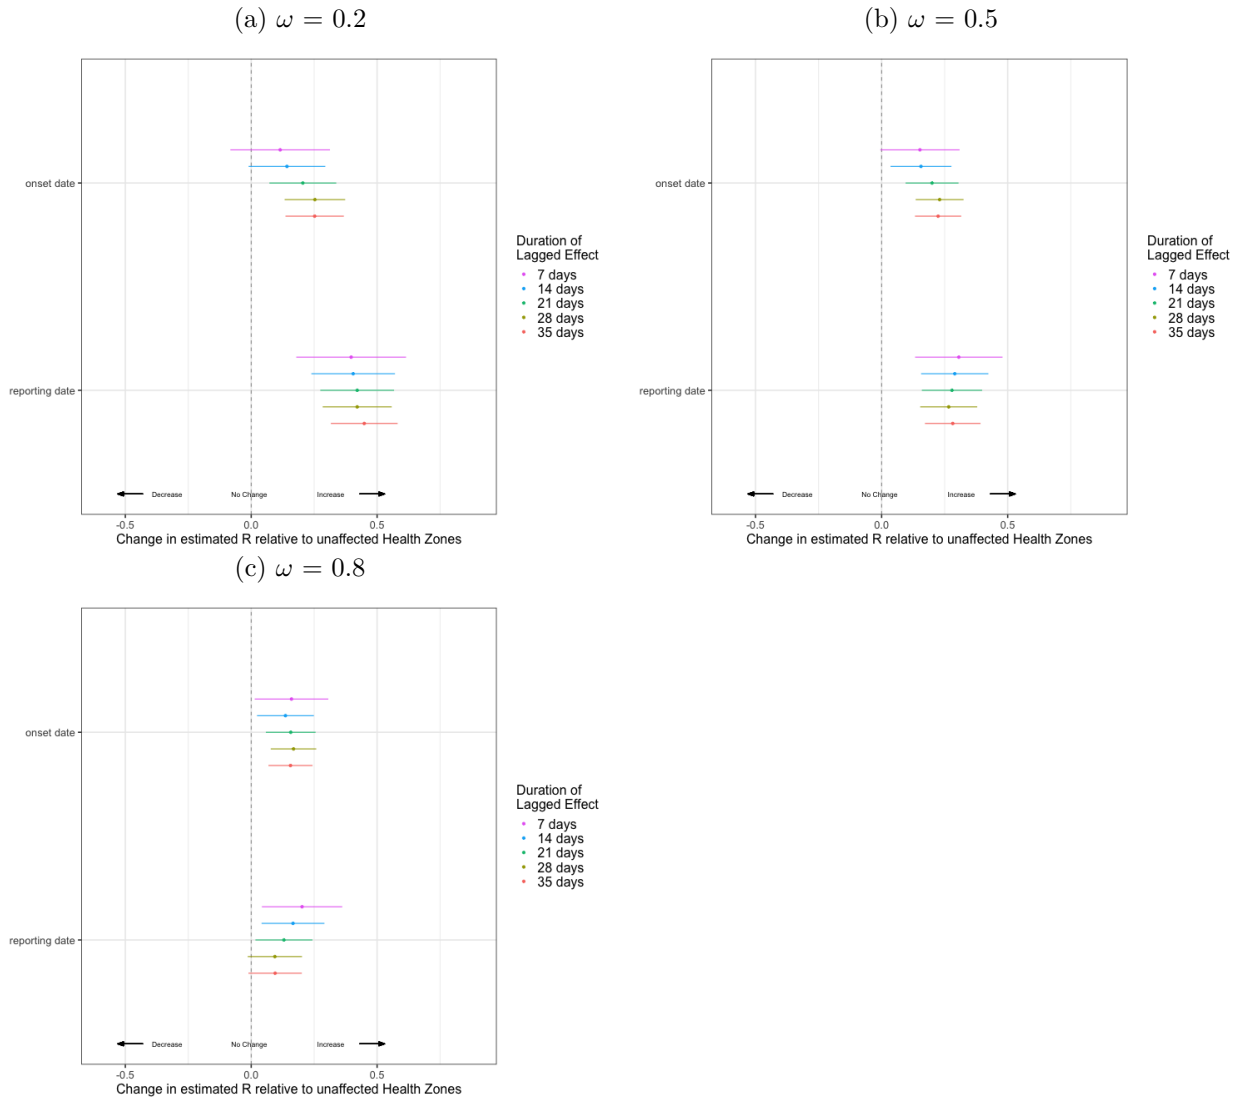 (a) ω = 0.2
onset date
reporting date
Decrease
No Change
Increase
-0.5
0.0
0.5
Change in estimated R relative to unaffected Health Zones
Duration of
Lagged Effect
7 days
14 days
21 days
28 days
35 days
(b) ω = 0.5
onset date
reporting date
Decrease
No Change
Increase
-0.5
0.0
0.5
Change in estimated R relative to unaffected Health Zones
Duration of
Lagged Effect
7 days
14 days
21 days
28 days
35 days
(c) ω = 0.8
onset date
reporting date
Decrease
No Change
Increase
-0.5
0.0
0.5
Change in estimated R relative to unaffected Health Zones
Duration of
Lagged Effect
7 days
14 days
21 days
28 days
35 days